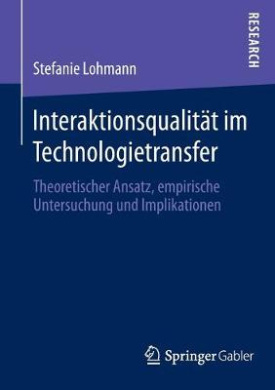 RESEARCH
Stefanie Lohmann
Interaktionsqualität im
Technologietransfer
Theoretischer Ansatz, empirische
Untersuchung und Implikationen
Springer Gabler